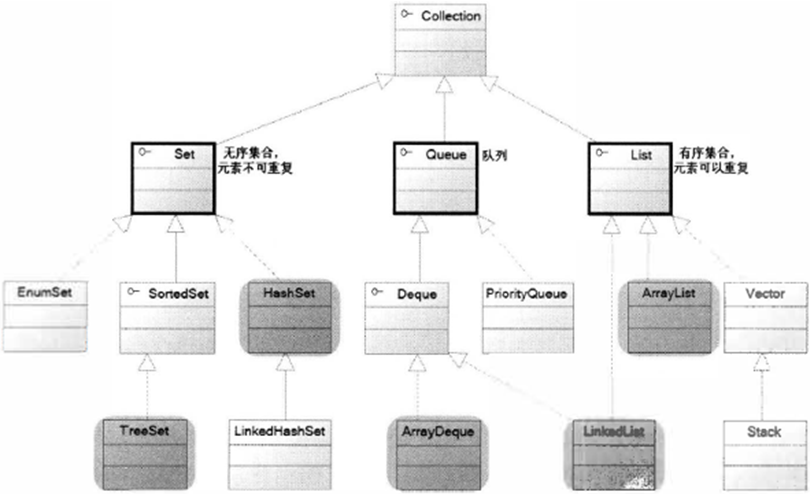 Collection
Set
无序集合，
元素不可重复
Queue
队列
List
有序集合，
元素可以重复
EnumSet
SortedSet
HashSet
Deque
PriorityQueue
ArrayList
Vector
TreeSet
LinkedHashSet
ArrayDeque
LinkedList
Stack